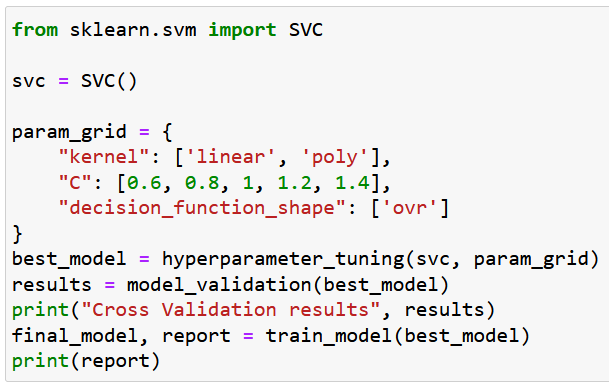 from sklearn.svm import SVC
svc = SVC()
param_grid = {
    "kernel": ['linear', 'poly'],
    "C": [0.6, 0.8, 1, 1.2, 1.4],
    "decision_function_shape": ['ovr']
}
best_model = hyperparameter_tuning(svc, param_grid)
results = model_validation(best_model)
print("Cross Validation results", results)
final_model, report = train_model(best_model)
print(report)